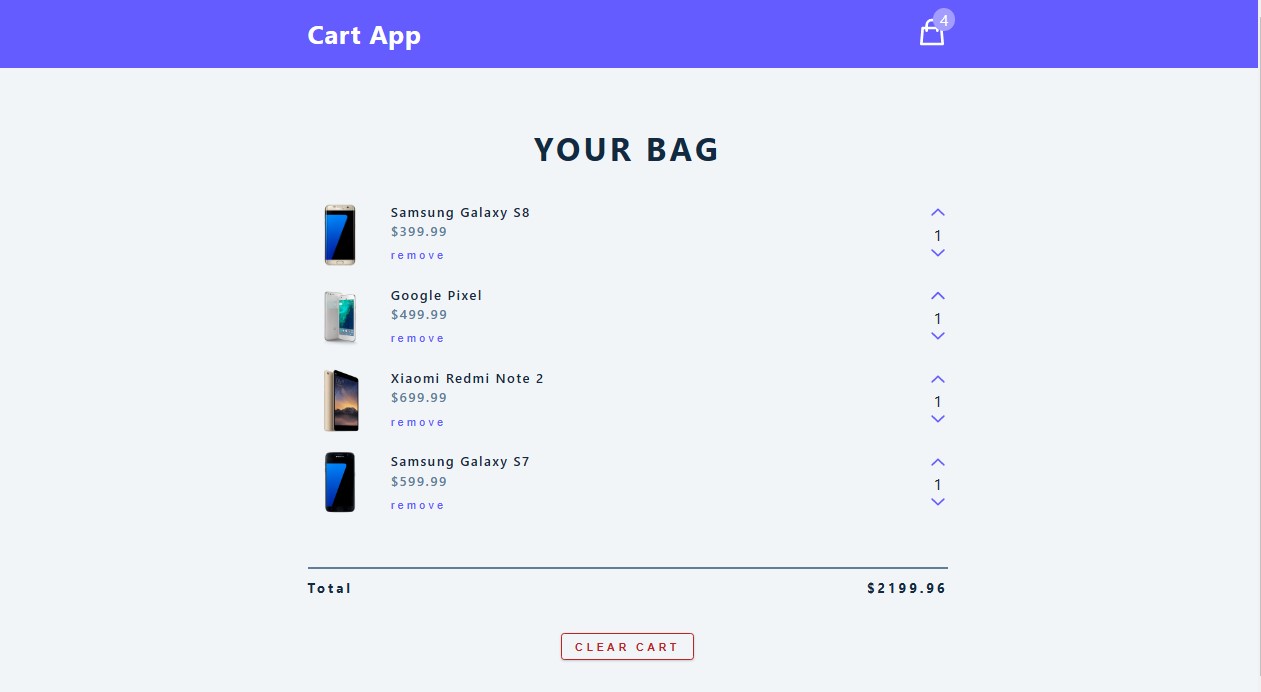 Cart App
4
YOUR BAG
Samsung Galaxy S8
$399.99
remove
1
Google Pixel
$499.99
remove
1
Xiaomi Redmi Note 2
$699.99
remove
1
Samsung Galaxy S7
$599.99
remove
1
Total $2199.96
CLEAR CART